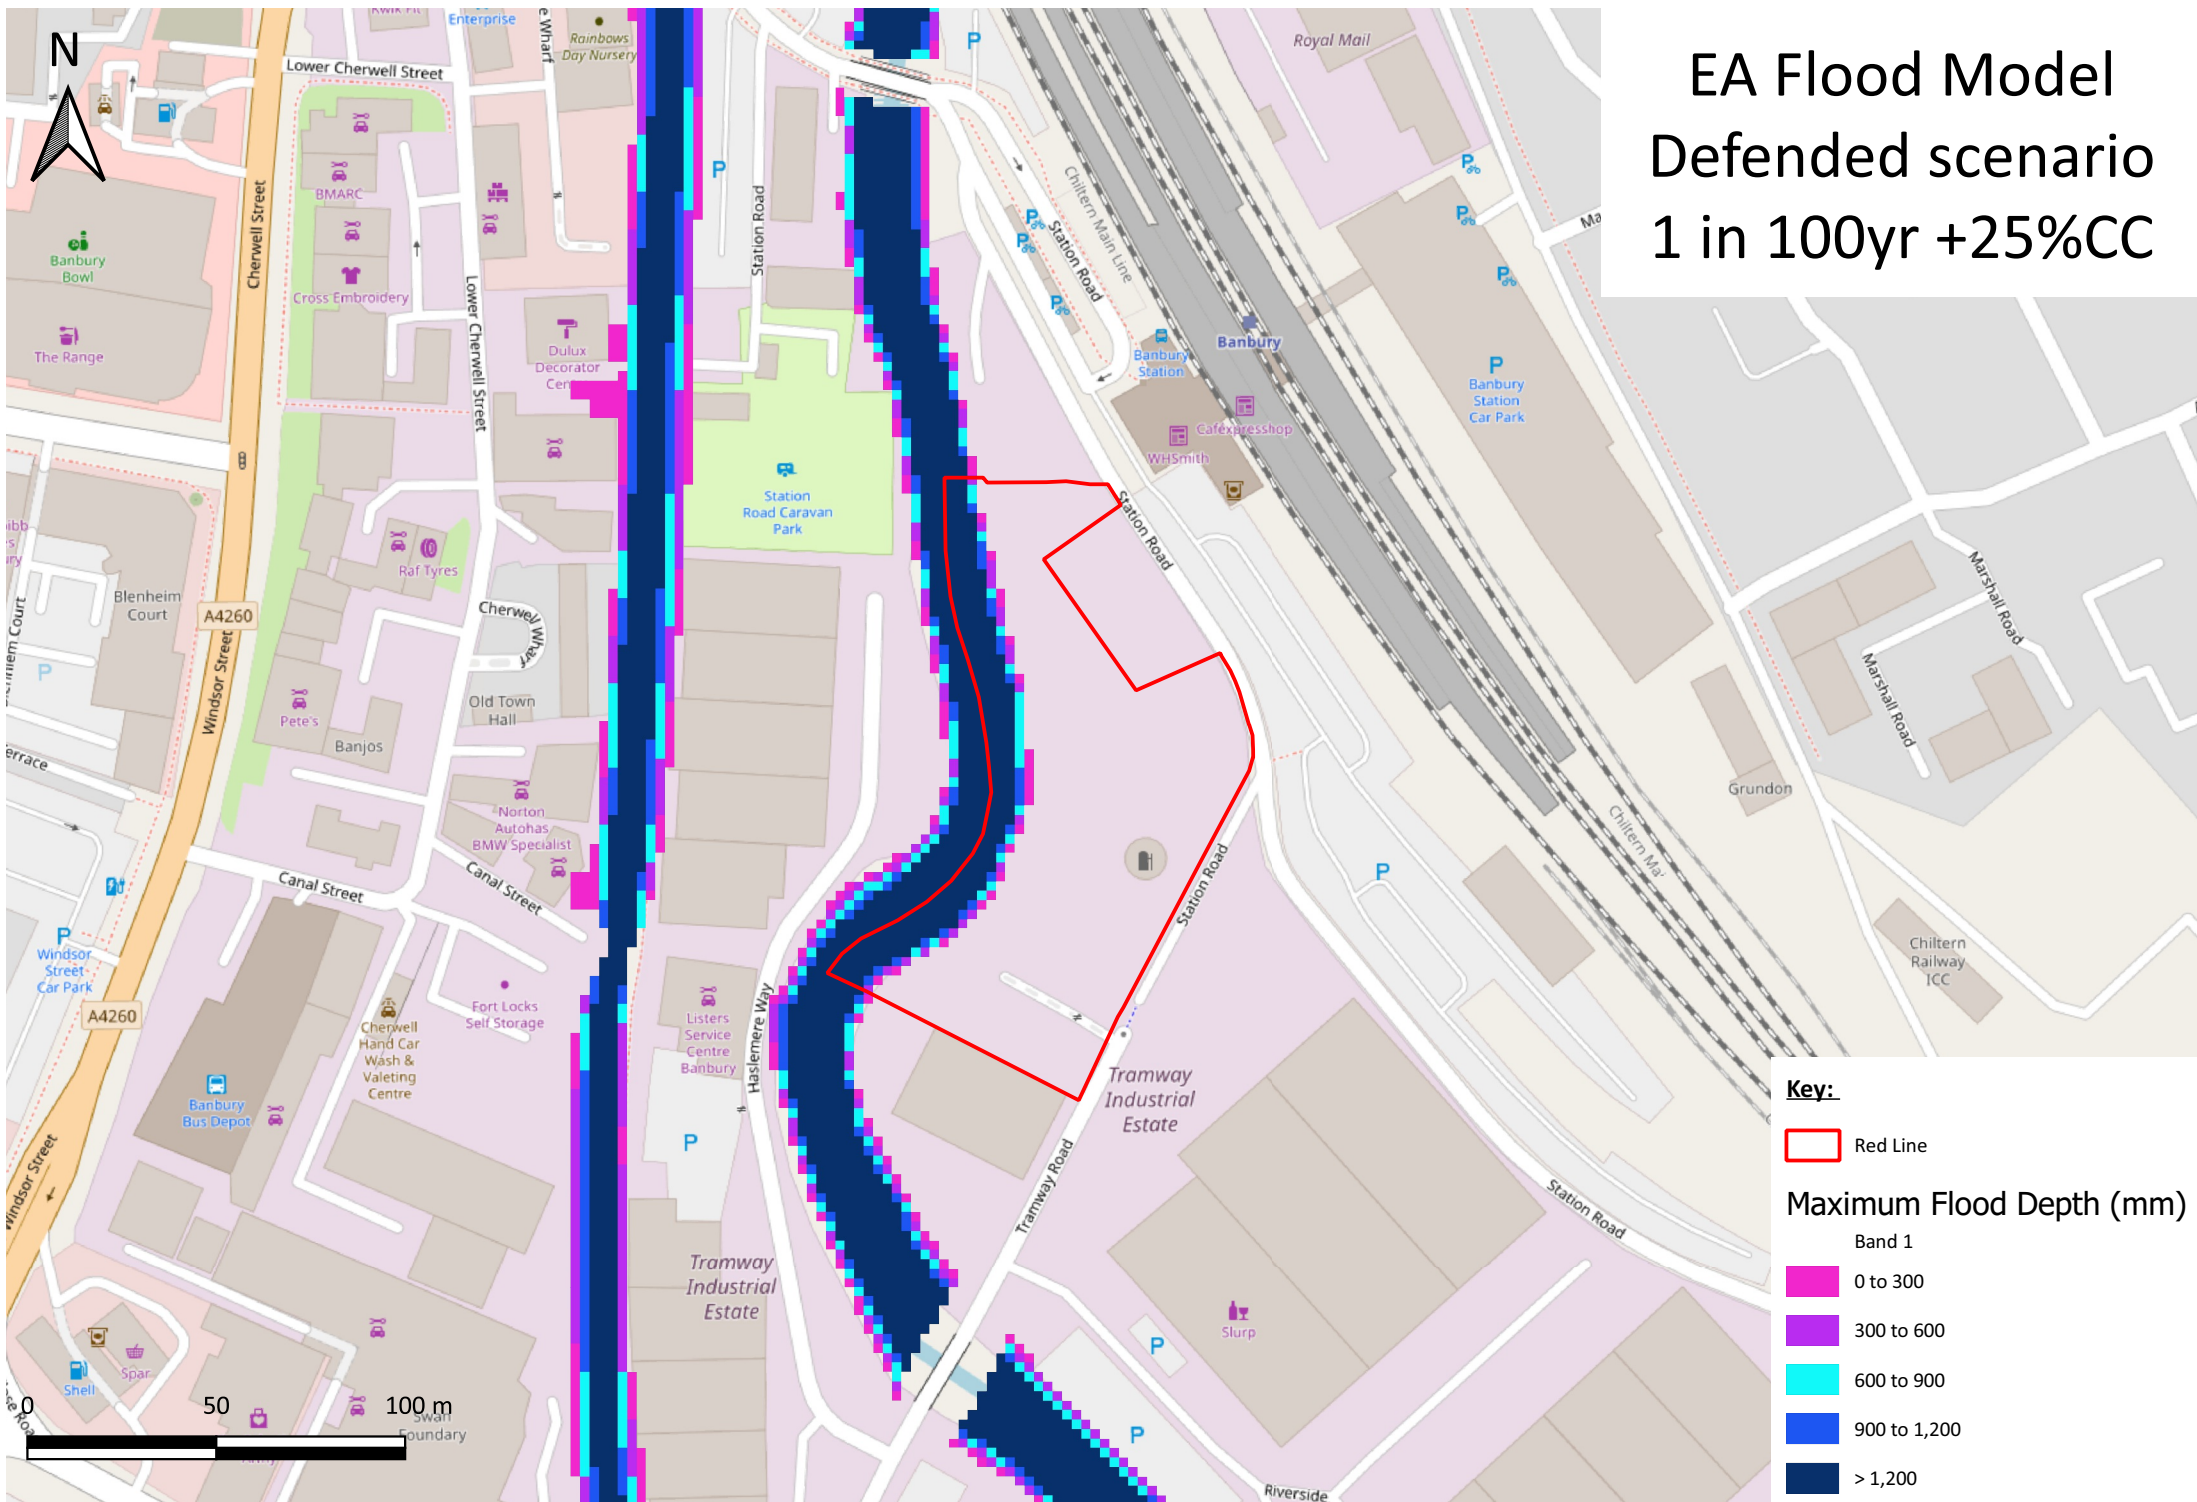 EA Flood Model
Defended scenario
1 in 100yr +25%CC
N
Enterprise
Rainbows
Day Nursery
Royal Mail
Lower Cherwell Street
BMARC
Banbury
Bowl
Cherwell Street
Cross Embroidery
The Range
Lower Cherwell Street
Dulux
Decorator
Station Road
Station Road
Chiltern Main Line
Banbury
Station
Banbury
Banbury
Station
Car Park
Cafexpresshop
WHSmith
Station
Road Caravan
Park
Station Road
Raf Tyres
Blenheim
Court
A4260
Cherwell Wharf
Windsor Street
Old Town
Hall
Pete's
Banjos
Marshall Road
Marshall Road
Grundon
Norton
Autohas
BMW Specialist
Canal Street
Canal Street
Station Road
Windsor
Street
Car Park
A4260
Fort Locks
Self Storage
Cherwell
Hand Car
Wash &
Valeting
Centre
Listers
Service
Centre
Banbury
Haslemere Way
Chiltern
Railway
ICC
Banbury
Bus Depot
Tramway
Industrial
Estate
Tramway Road
Windsor Street
Station Road
Tramway
Industrial
Estate
Slurp
Spar
Shell
Swan
Foundary
Riverside
0 50 100 m
Key:
Red Line
Maximum Flood Depth (mm)
Band 1
0 to 300
300 to 600
600 to 900
900 to 1,200
> 1,200